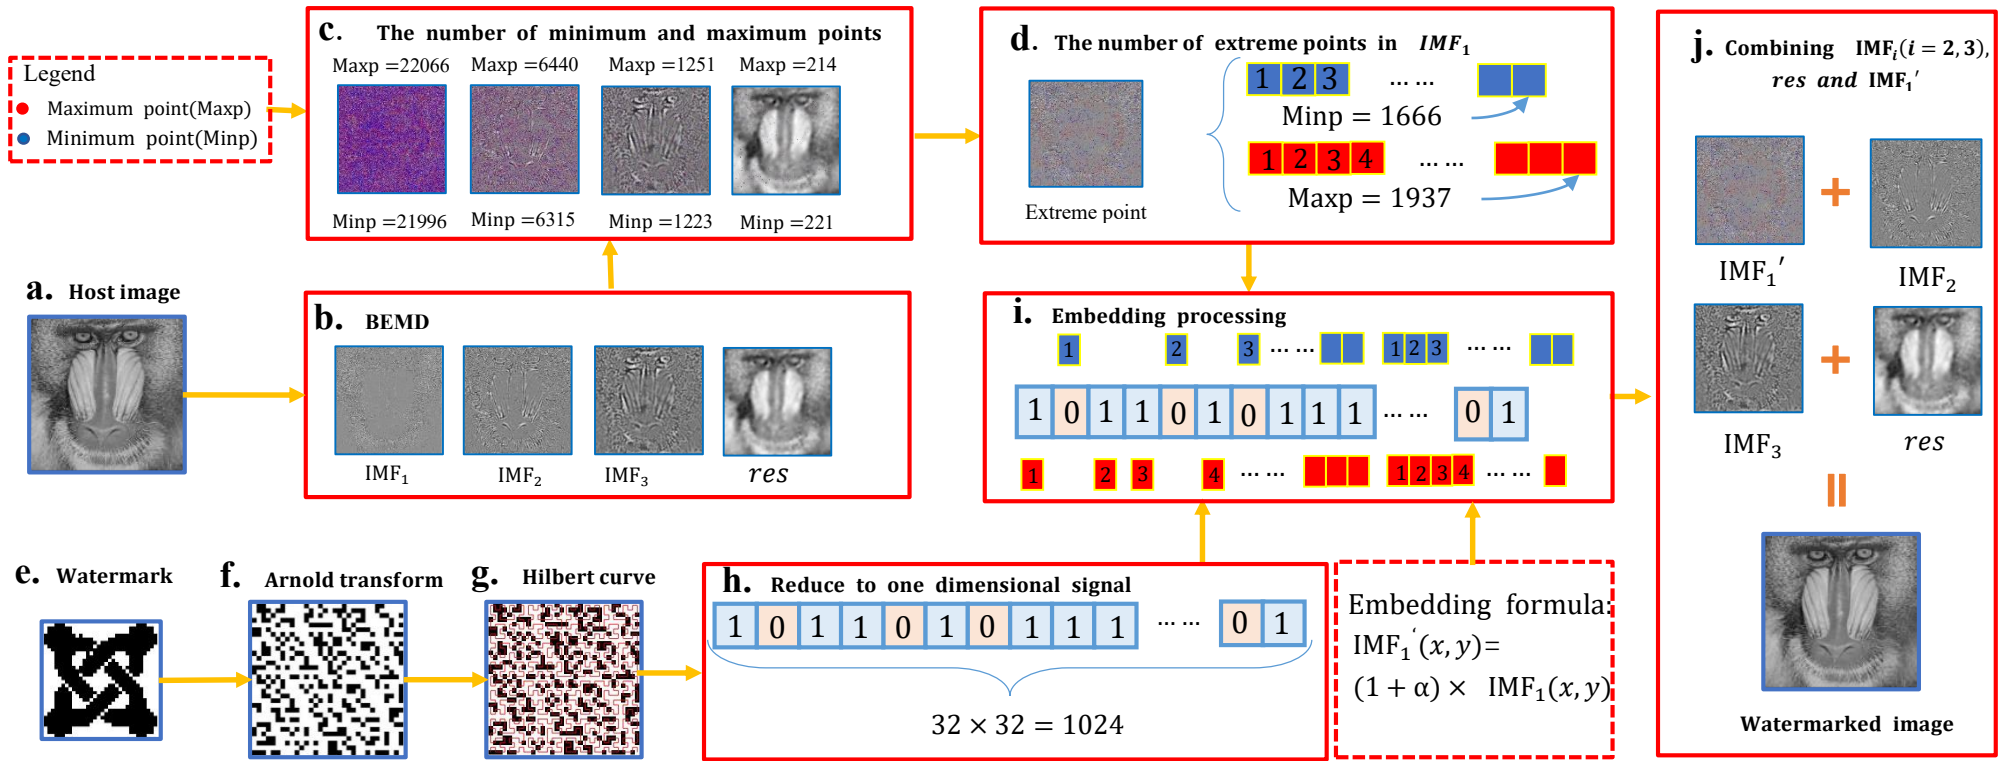 Legend
Maximum point(Maxp)
Minimum point(Minp)
a. Host image
b. BEMD
IMF₁ IMF₂ IMF₃ res
c. The number of minimum and maximum points
Maxp =22066 Maxp =6440 Maxp =1251 Maxp =214
Minp =21996 Minp =6315 Minp =1223 Minp =221
d. The number of extreme points in IMF₁
1 2 3 ... ...
Minp = 1666
1 2 3 4 ... ...
Maxp = 1937
Extreme point
e. Watermark
f. Arnold transform
g. Hilbert curve
h. Reduce to one dimensional signal
1 0 1 1 0 1 0 1 1 1 ... ... 0 1
32 × 32 = 1024
i. Embedding processing
1 2 3 ... ... 1 2 3 ... ...
1 0 1 1 0 1 0 1 1 1 ... ... 0 1
1 2 3 4 ... ... 1 2 3 4 ... ...
Embedding formula:
IMF₁′(x, y)=
(1 + α) × IMF₁(x, y)
j. Combining IMFᵢ(i = 2, 3),
res and IMF₁′
+
IMF₁′ IMF₂
+
IMF₃ res
=
Watermarked image